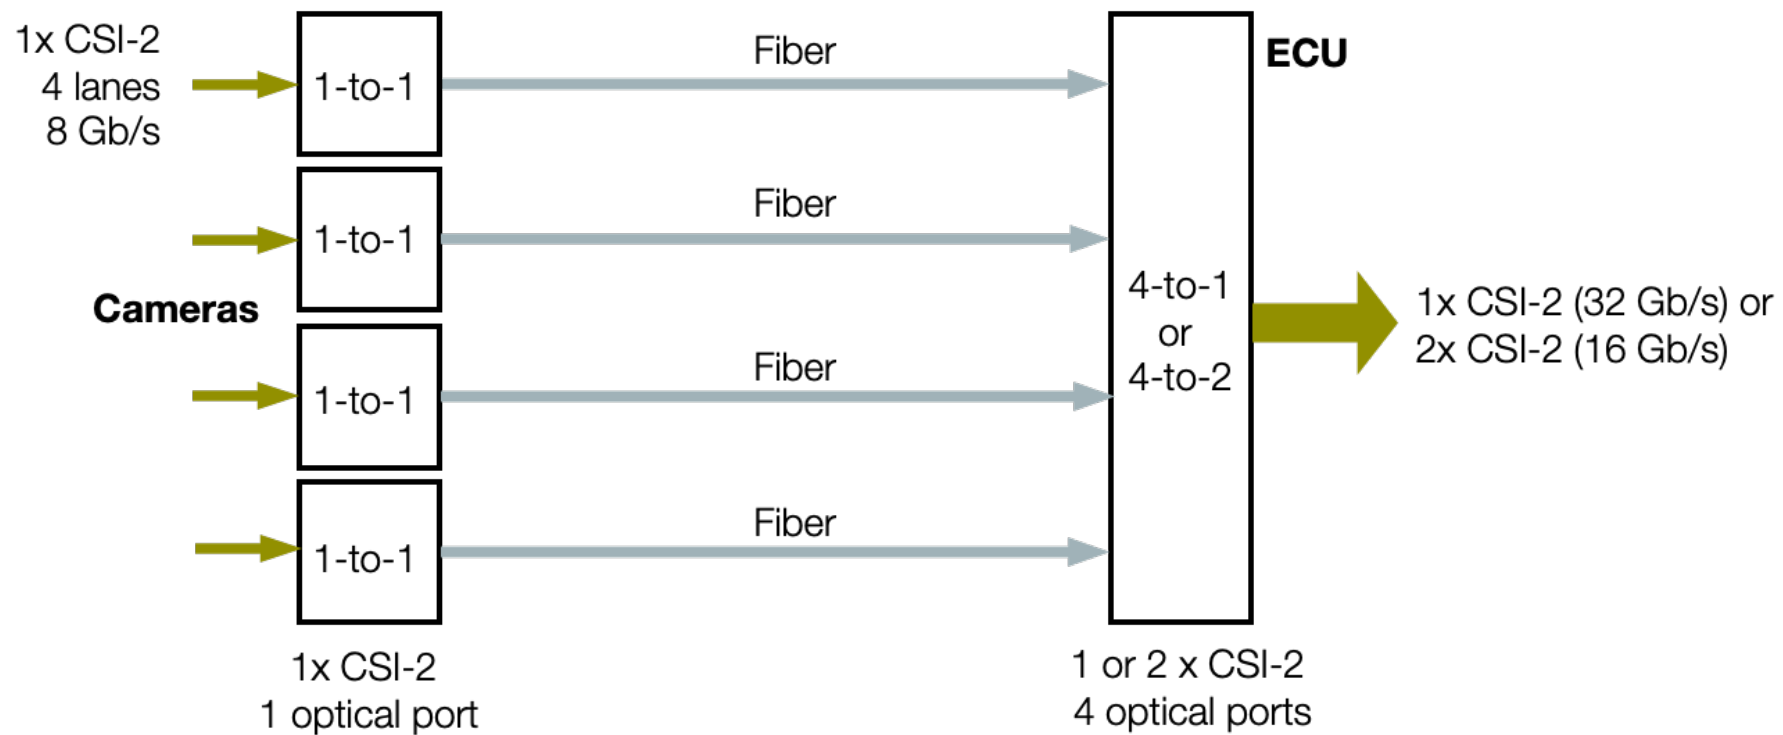 1x CSI-2
4 lanes
8 Gb/s
1-to-1
Fiber
ECU
1-to-1
Fiber
Cameras
4-to-1
or
4-to-2
1x CSI-2 (32 Gb/s) or
2x CSI-2 (16 Gb/s)
1-to-1
Fiber
1-to-1
Fiber
1x CSI-2
1 optical port
1 or 2 x CSI-2
4 optical ports